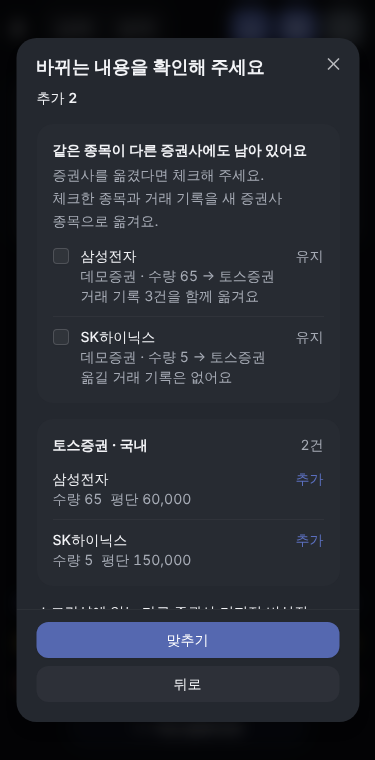 바뀌는 내용을 확인해 주세요
추가 2
같은 종목이 다른 증권사에도 남아 있어요
증권사를 옮겼다면 체크해 주세요.
체크한 종목과 거래 기록을 새 증권사
종목으로 옮겨요.
삼성전자 유지
데모증권 · 수량 65 → 토스증권
거래 기록 3건을 함께 옮겨요
SK하이닉스 유지
데모증권 · 수량 5 → 토스증권
옮길 거래 기록은 없어요
토스증권 · 국내 2건
삼성전자 추가
수량 65 평단 60,000
SK하이닉스 추가
수량 5 평단 150,000
맞추기
뒤로